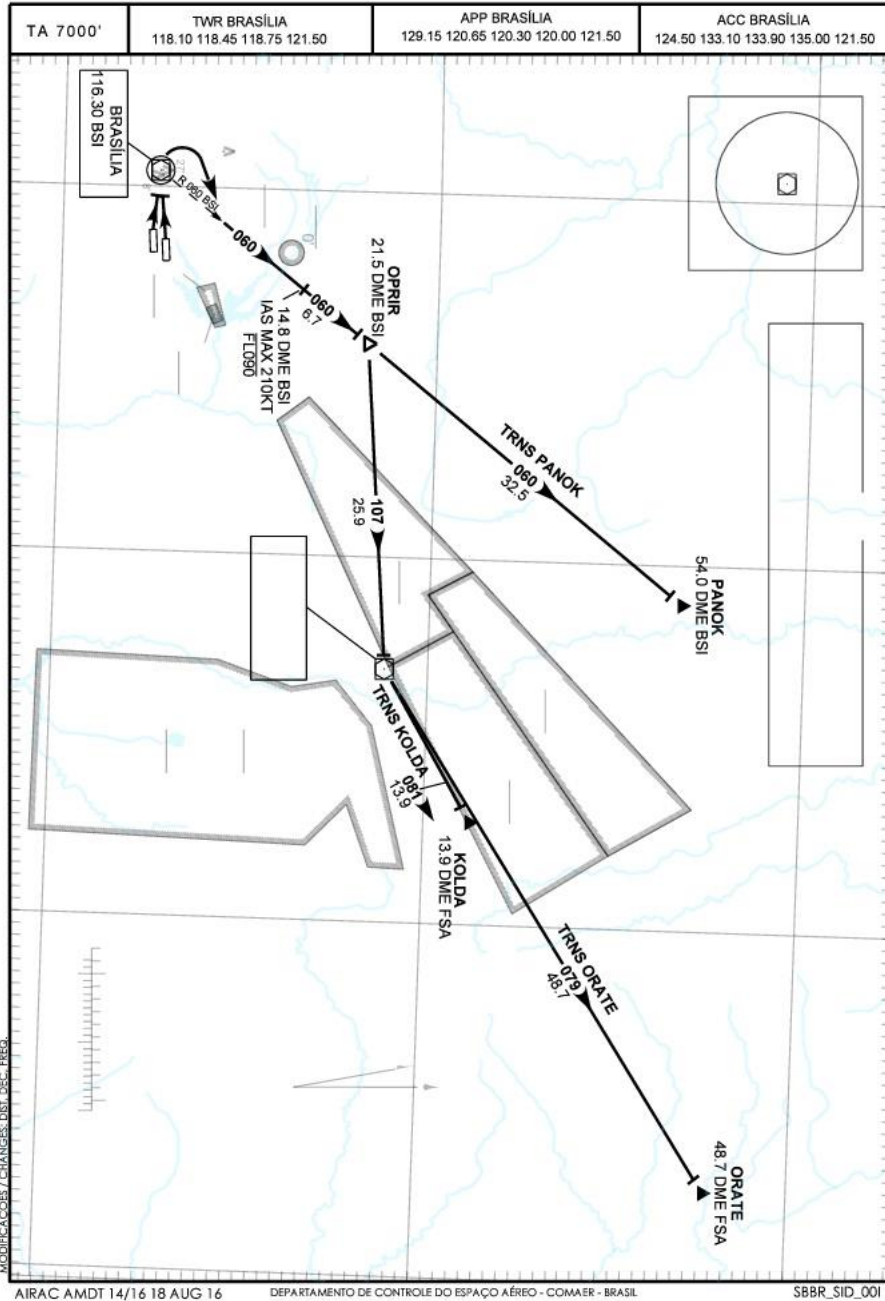 TA 7000'
TWR BRASÍLIA
118.10 118.45 118.75 121.50
APP BRASÍLIA
129.15 120.65 120.30 120.00 121.50
ACC BRASÍLIA
124.50 133.10 133.90 135.00 121.50
BRASÍLIA
116.30 BSI
R 060 BSI
060
14.8 DME BSI
IAS MAX 210KT
FL090
060
6.7
OPRIR
21.5 DME BSI
TRNS PANOK
060
32.5
PANOK
54.0 DME BSI
107
25.9
TRNS KOLDA
081
13.9
KOLDA
13.9 DME FSA
TRNS ORATE
079
48.7
ORATE
48.7 DME FSA
MODIFICAÇÕES / CHANGES: DIST, DEC, FREQ.
AIRAC AMDT 14/16 18 AUG 16
DEPARTAMENTO DE CONTROLE DO ESPAÇO AÉREO - COMAER - BRASIL
SBBR_SID_001